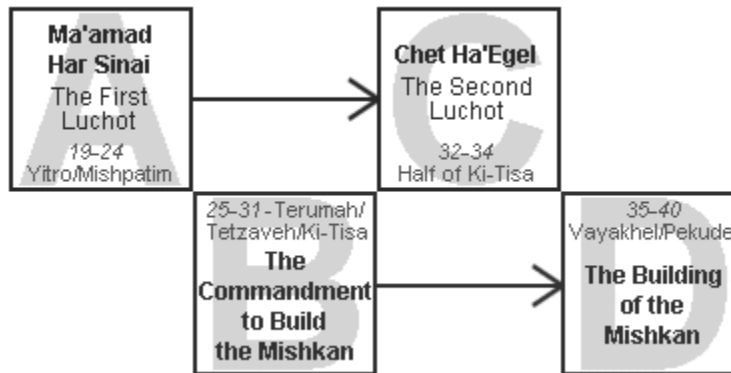 A
Ma'amad
Har Sinai
The First
Luchot
19-24
Yitro/Mishpatim
C
Chet Ha'Egel
The Second
Luchot
32-34
Half of Ki-Tisa
B
25-31-Terumah/
Tetzaveh/Ki-Tisa
The
Commandment
to Build
the Mishkan
D
35-40
Vayakhel/Pekude
The Building
of the
Mishkan